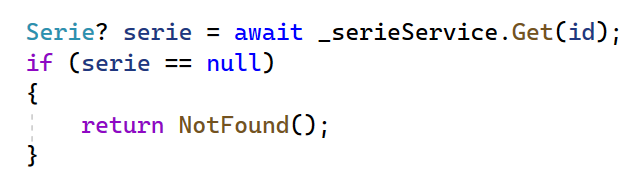 Serie? serie = await _serieService.Get(id);
if (serie == null)
{
    return NotFound();
}